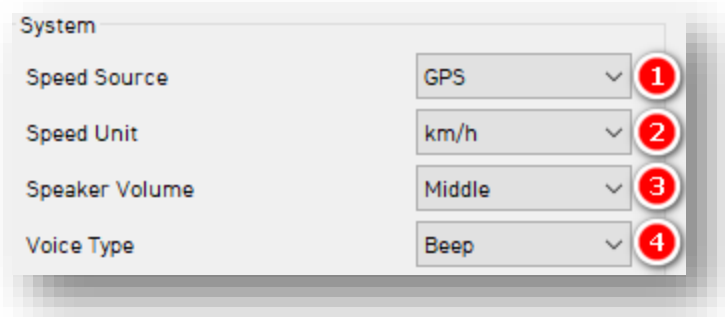 System
Speed Source GPS 1
Speed Unit km/h 2
Speaker Volume Middle 3
Voice Type Beep 4